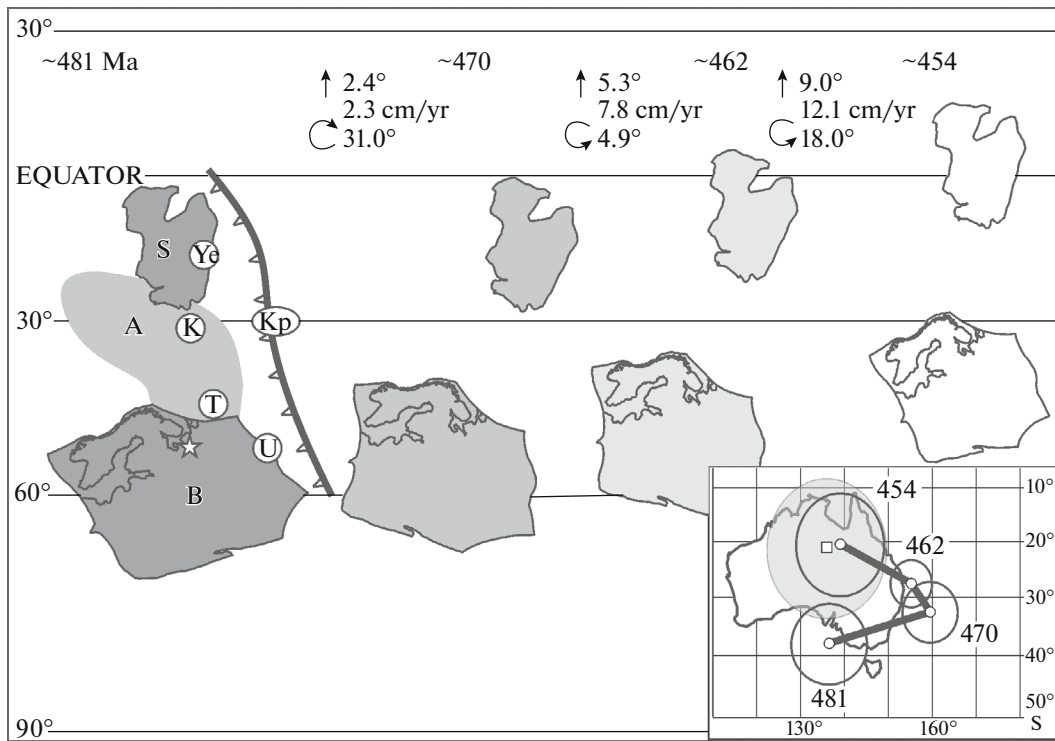 30°
~481 Ma ~470 ~462 ~454
2.4° 5.3° 9.0°
2.3 cm/yr 7.8 cm/yr 12.1 cm/yr
31.0° 4.9° 18.0°
EQUATOR
S Ye
30° A K Kp
T
U
B
60°
454 10°
462 20°
30°
470
40°
481 50°
130° 160° S
90°